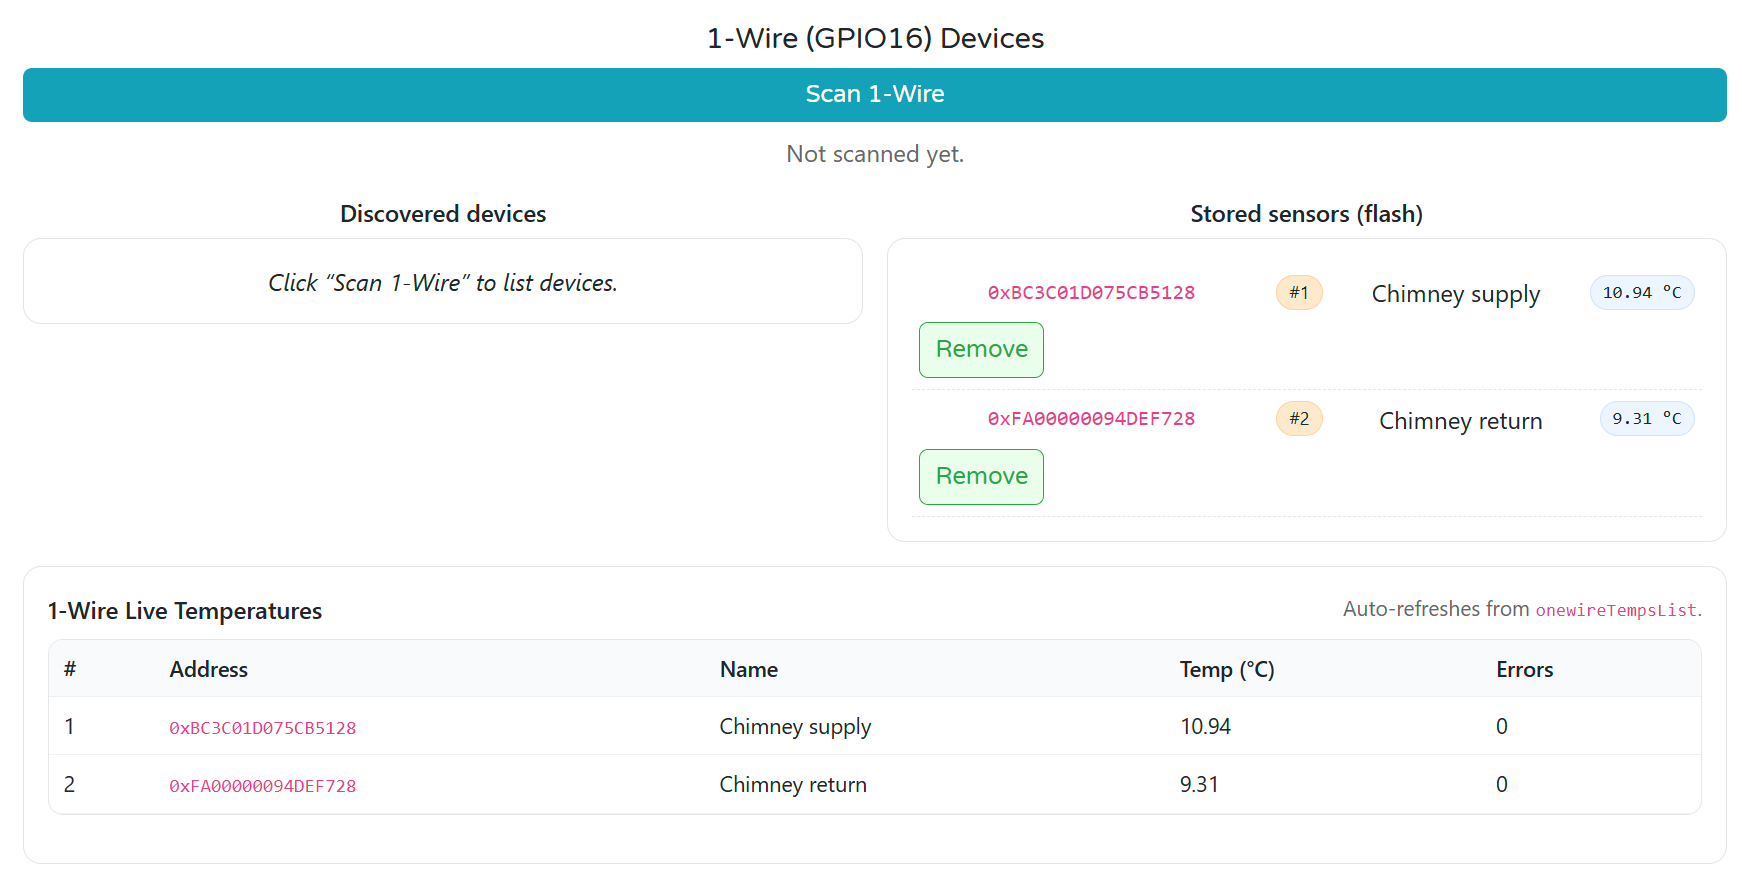 1-Wire (GPIO16) Devices
Scan 1-Wire
Not scanned yet.
Discovered devices
Click “Scan 1-Wire” to list devices.
Stored sensors (flash)
0xBC3C01D075CB5128 #1 Chimney supply 10.94 °C
Remove
0xFA00000094DEF728 #2 Chimney return 9.31 °C
Remove
1-Wire Live Temperatures
Auto-refreshes from onewireTempsList.
# Address Name Temp (°C) Errors
1 0xBC3C01D075CB5128 Chimney supply 10.94 0
2 0xFA00000094DEF728 Chimney return 9.31 0